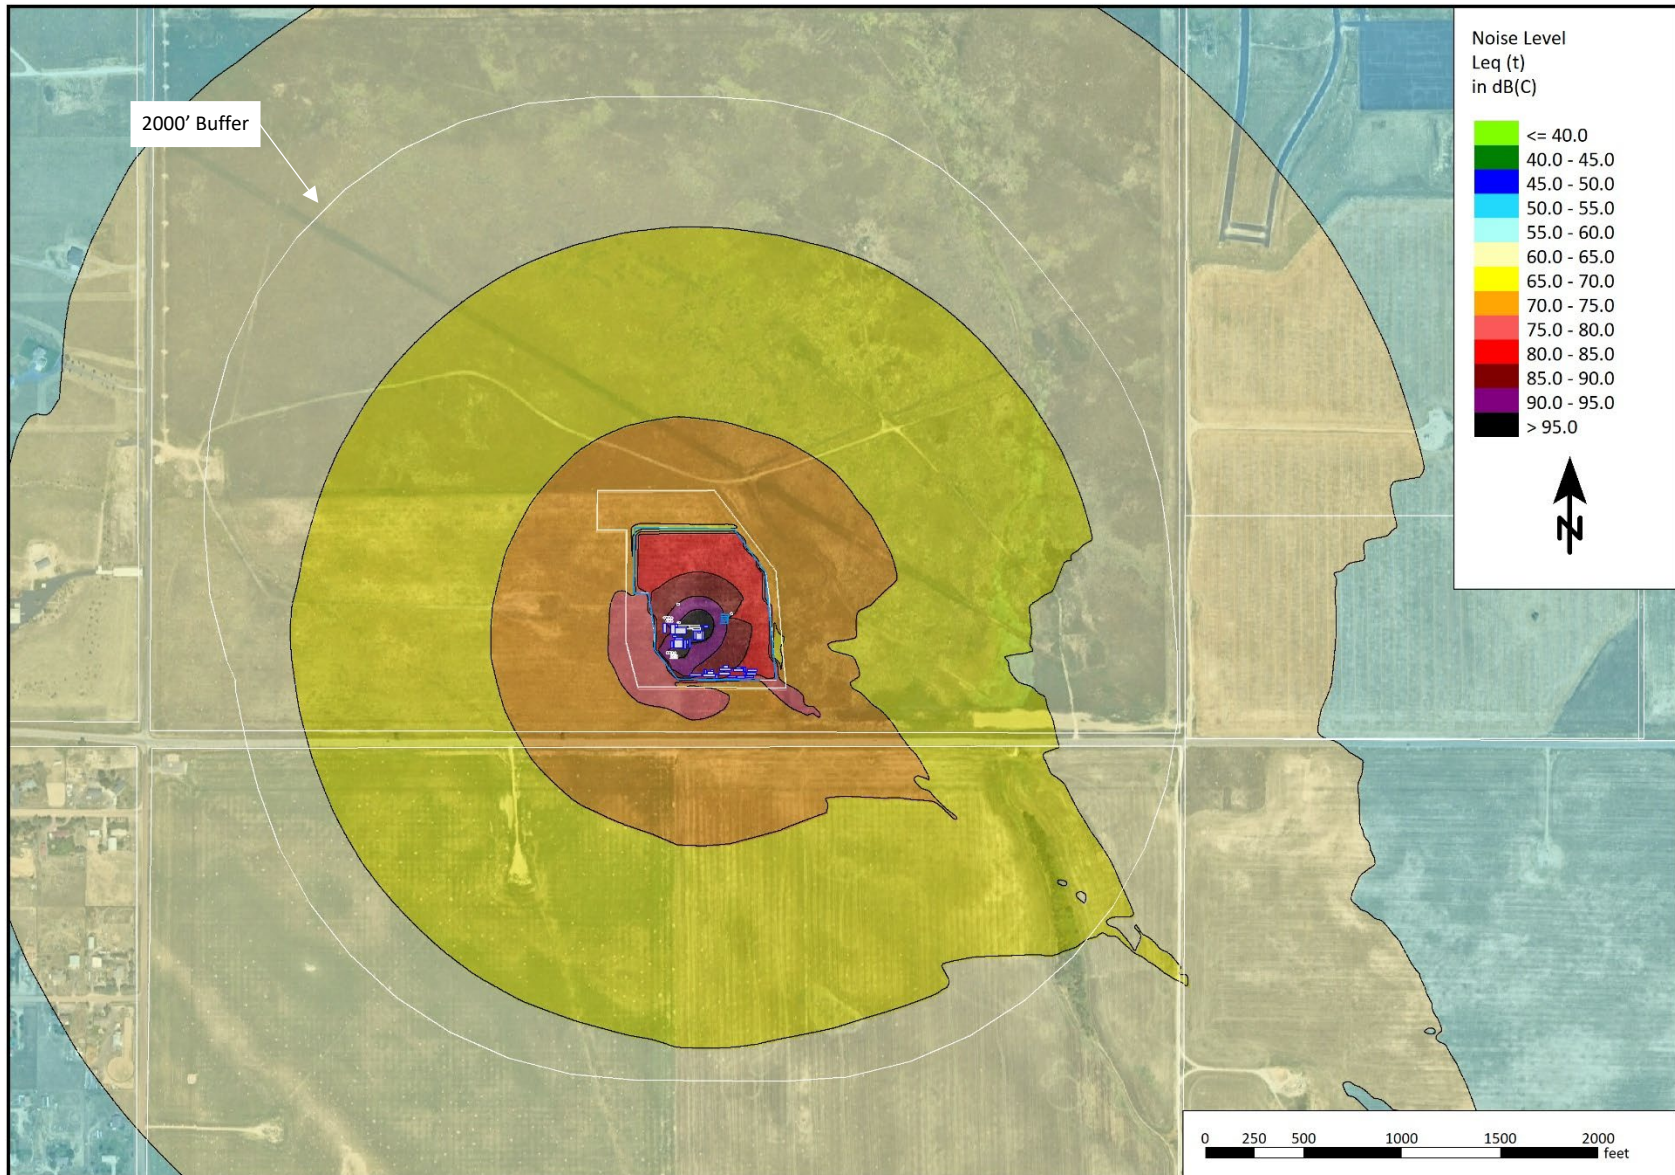 2000’ Buffer
Noise Level
Leq (t)
in dB(C)
<= 40.0
40.0 - 45.0
45.0 - 50.0
50.0 - 55.0
55.0 - 60.0
60.0 - 65.0
65.0 - 70.0
70.0 - 75.0
75.0 - 80.0
80.0 - 85.0
85.0 - 90.0
90.0 - 95.0
> 95.0
N
0 250 500 1000 1500 2000
feet